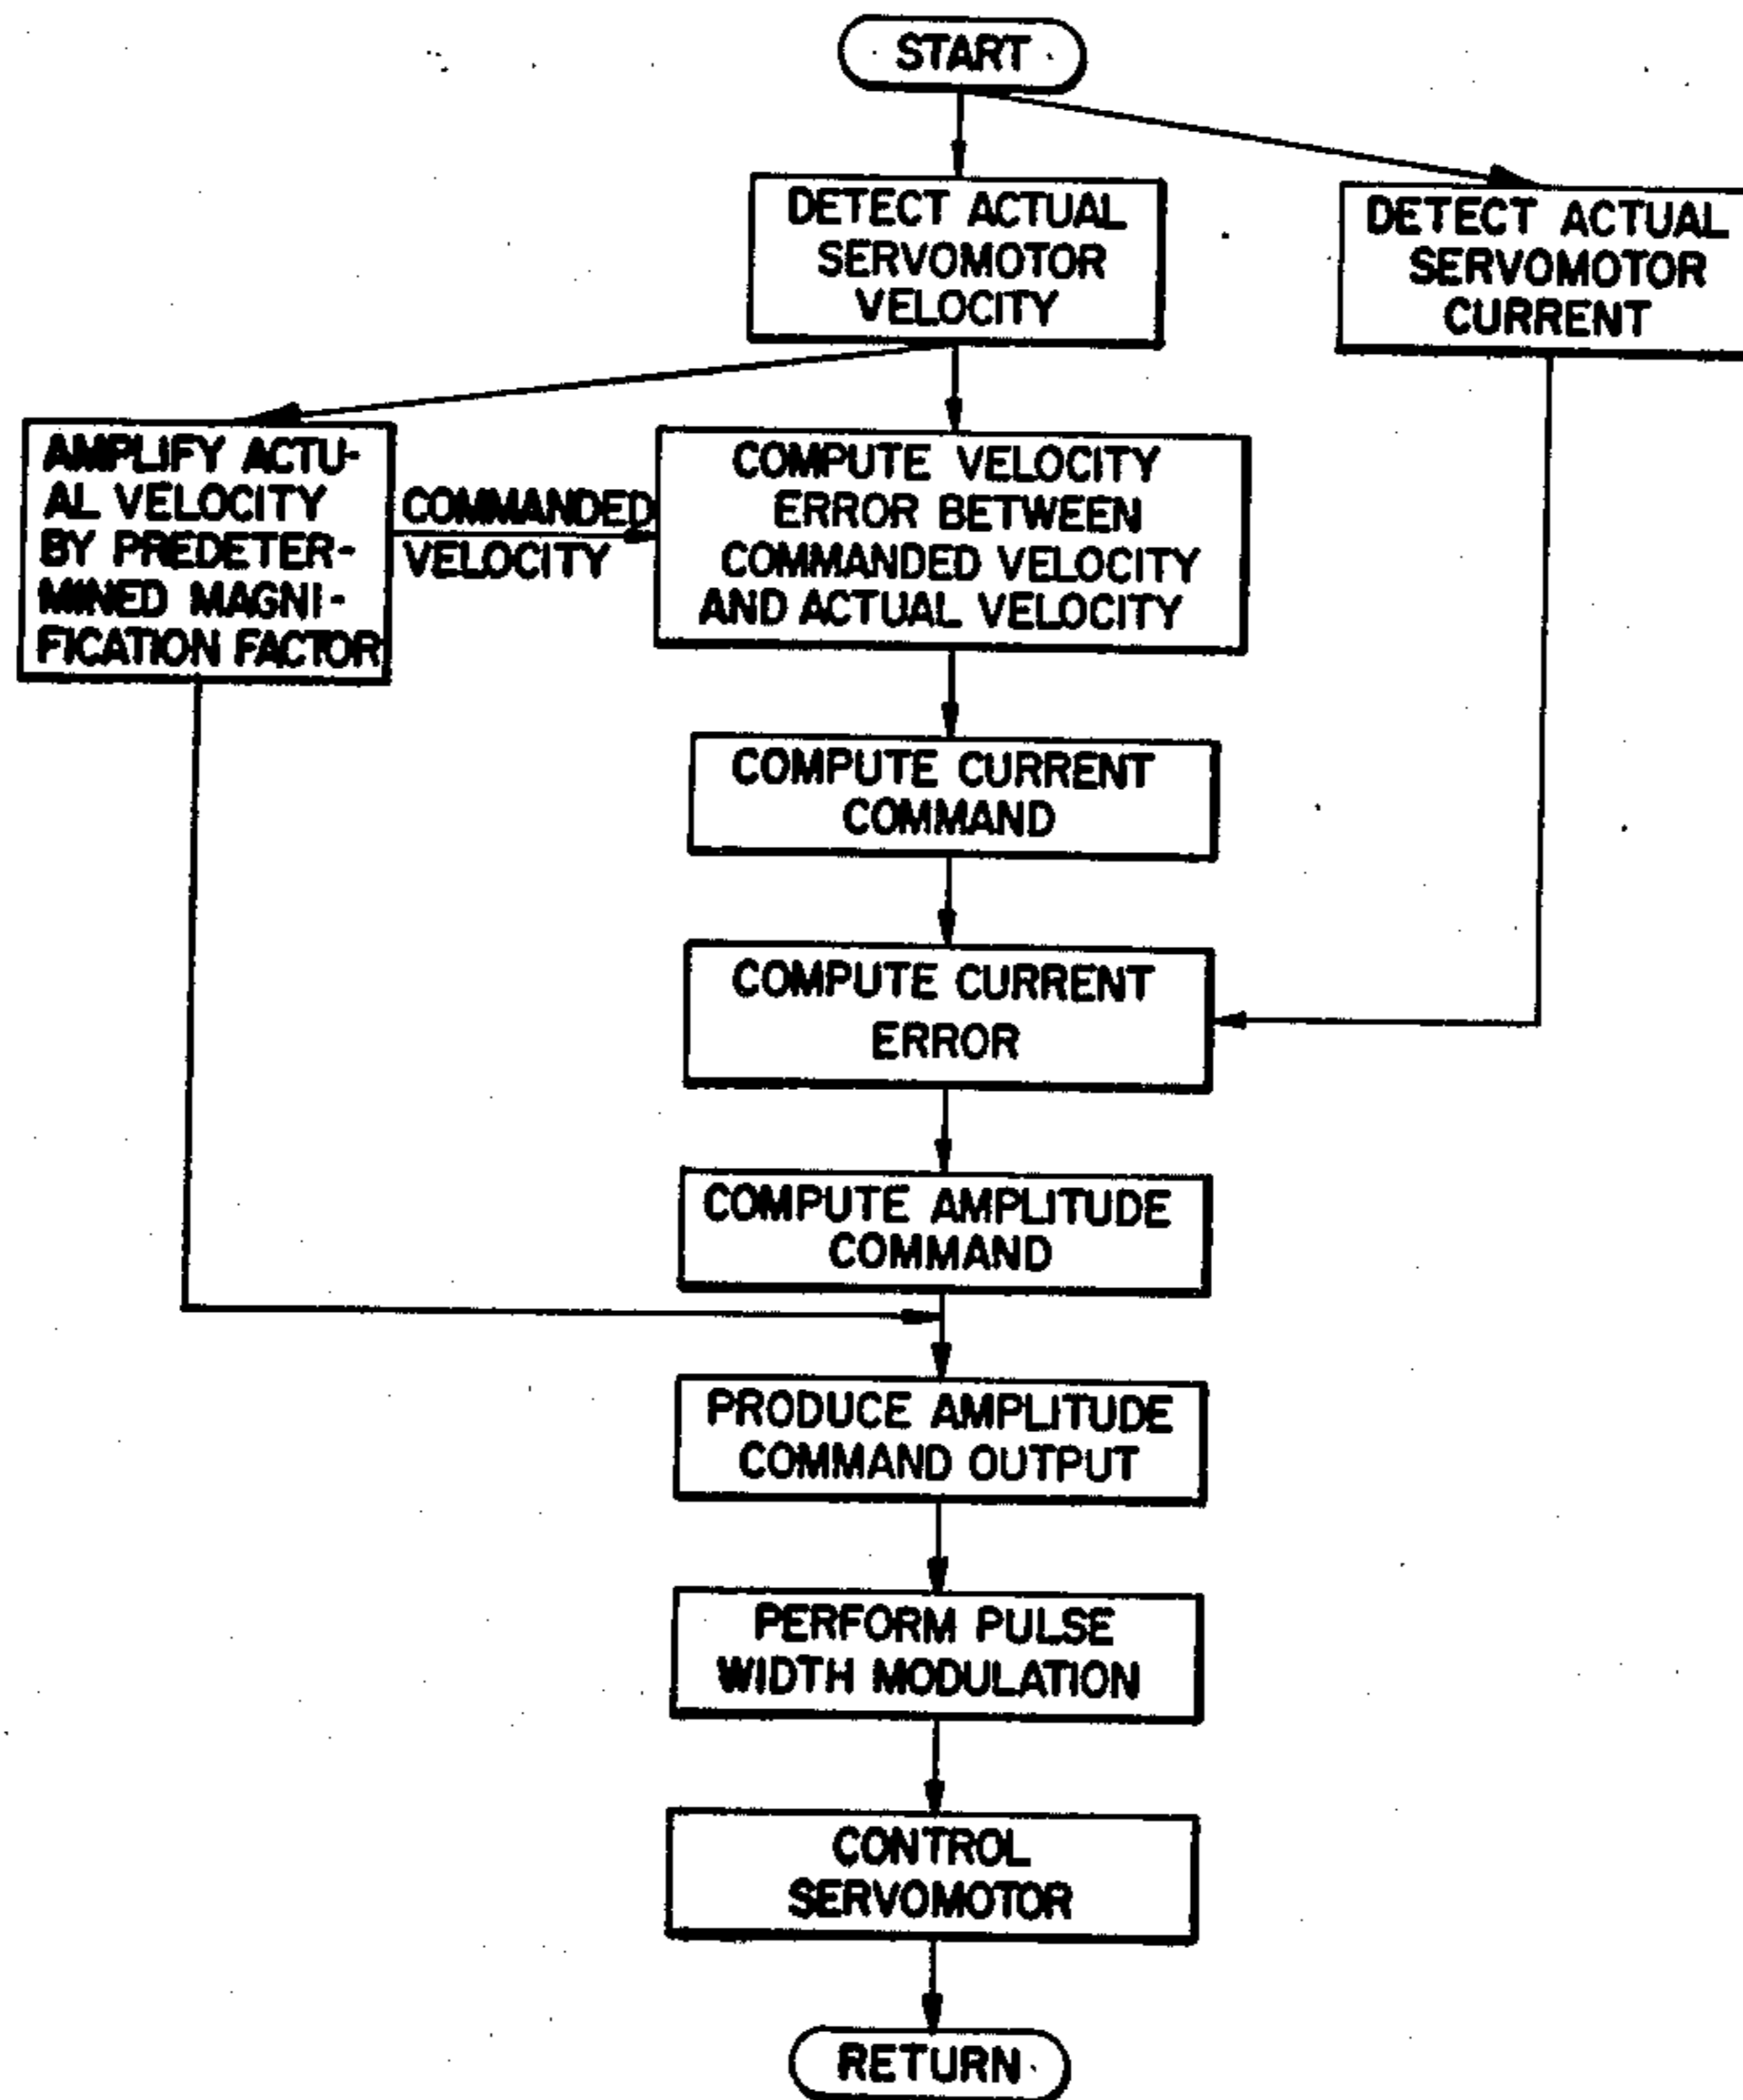 START
DETECT ACTUAL
SERVOMOTOR
VELOCITY
DETECT ACTUAL
SERVOMOTOR
CURRENT
AMPLIFY ACTU-
AL VELOCITY
BY PREDETER-
MINED MAGNI-
FICATION FACTOR
COMMANDED
VELOCITY
COMPUTE VELOCITY
ERROR BETWEEN
COMMANDED VELOCITY
AND ACTUAL VELOCITY
COMPUTE CURRENT
COMMAND
COMPUTE CURRENT
ERROR
COMPUTE AMPLITUDE
COMMAND
PRODUCE AMPLITUDE
COMMAND OUTPUT
PERFORM PULSE
WIDTH MODULATION
CONTROL
SERVOMOTOR
RETURN